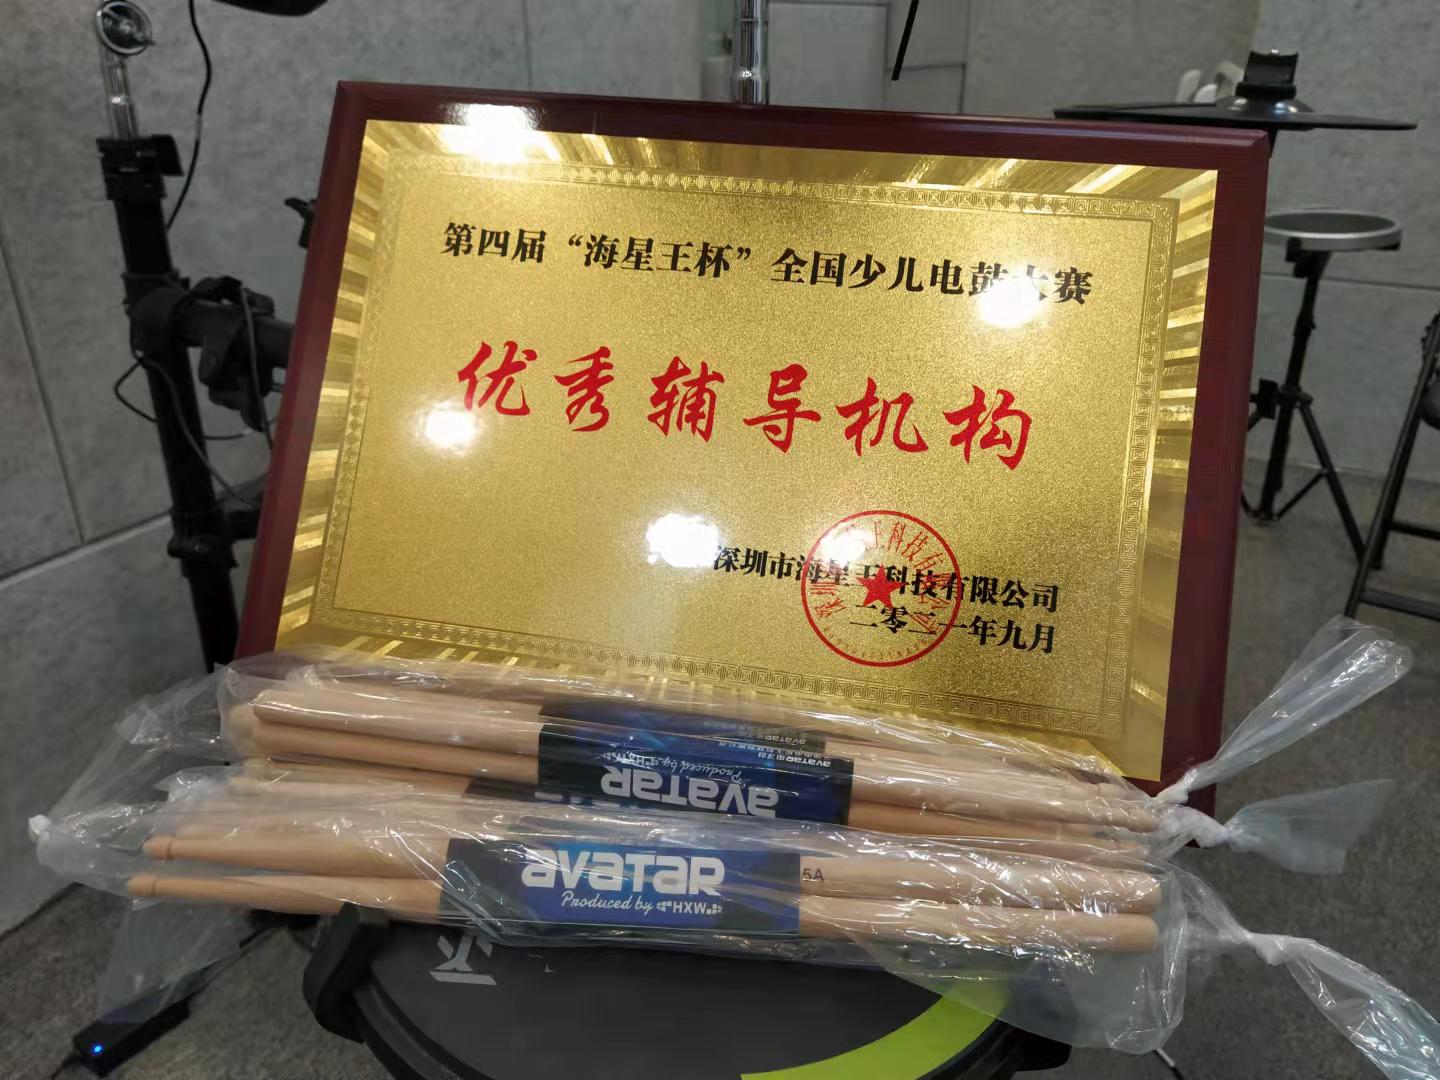 第四届“海星王杯”全国少儿电鼓大赛
优秀辅导机构
深圳市海星王科技有限公司
二零二一年九月
avatar
Produced by HXW
avatar
Produced by HXW
5A